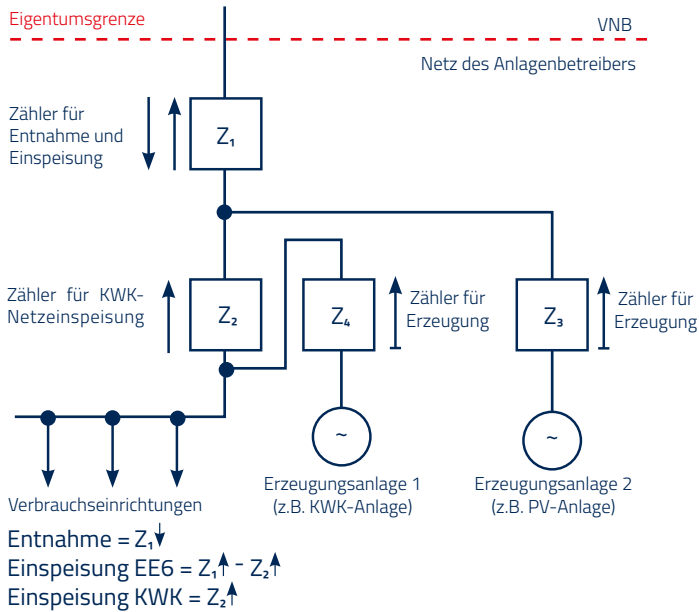 Eigentumsgrenze
VNB
Netz des Anlagenbetreibers
Zähler für
Entnahme und
Einspeisung
Z₁
Zähler für KWK-
Netzeinspeisung
Z₂
Z₄
Zähler für
Erzeugung
Z₃
Zähler für
Erzeugung
~
~
Verbrauchseinrichtungen
Erzeugungsanlage 1
(z.B. KWK-Anlage)
Erzeugungsanlage 2
(z.B. PV-Anlage)
Entnahme = Z₁↓
Einspeisung EE6 = Z₁↑ - Z₂↑
Einspeisung KWK = Z₂↑